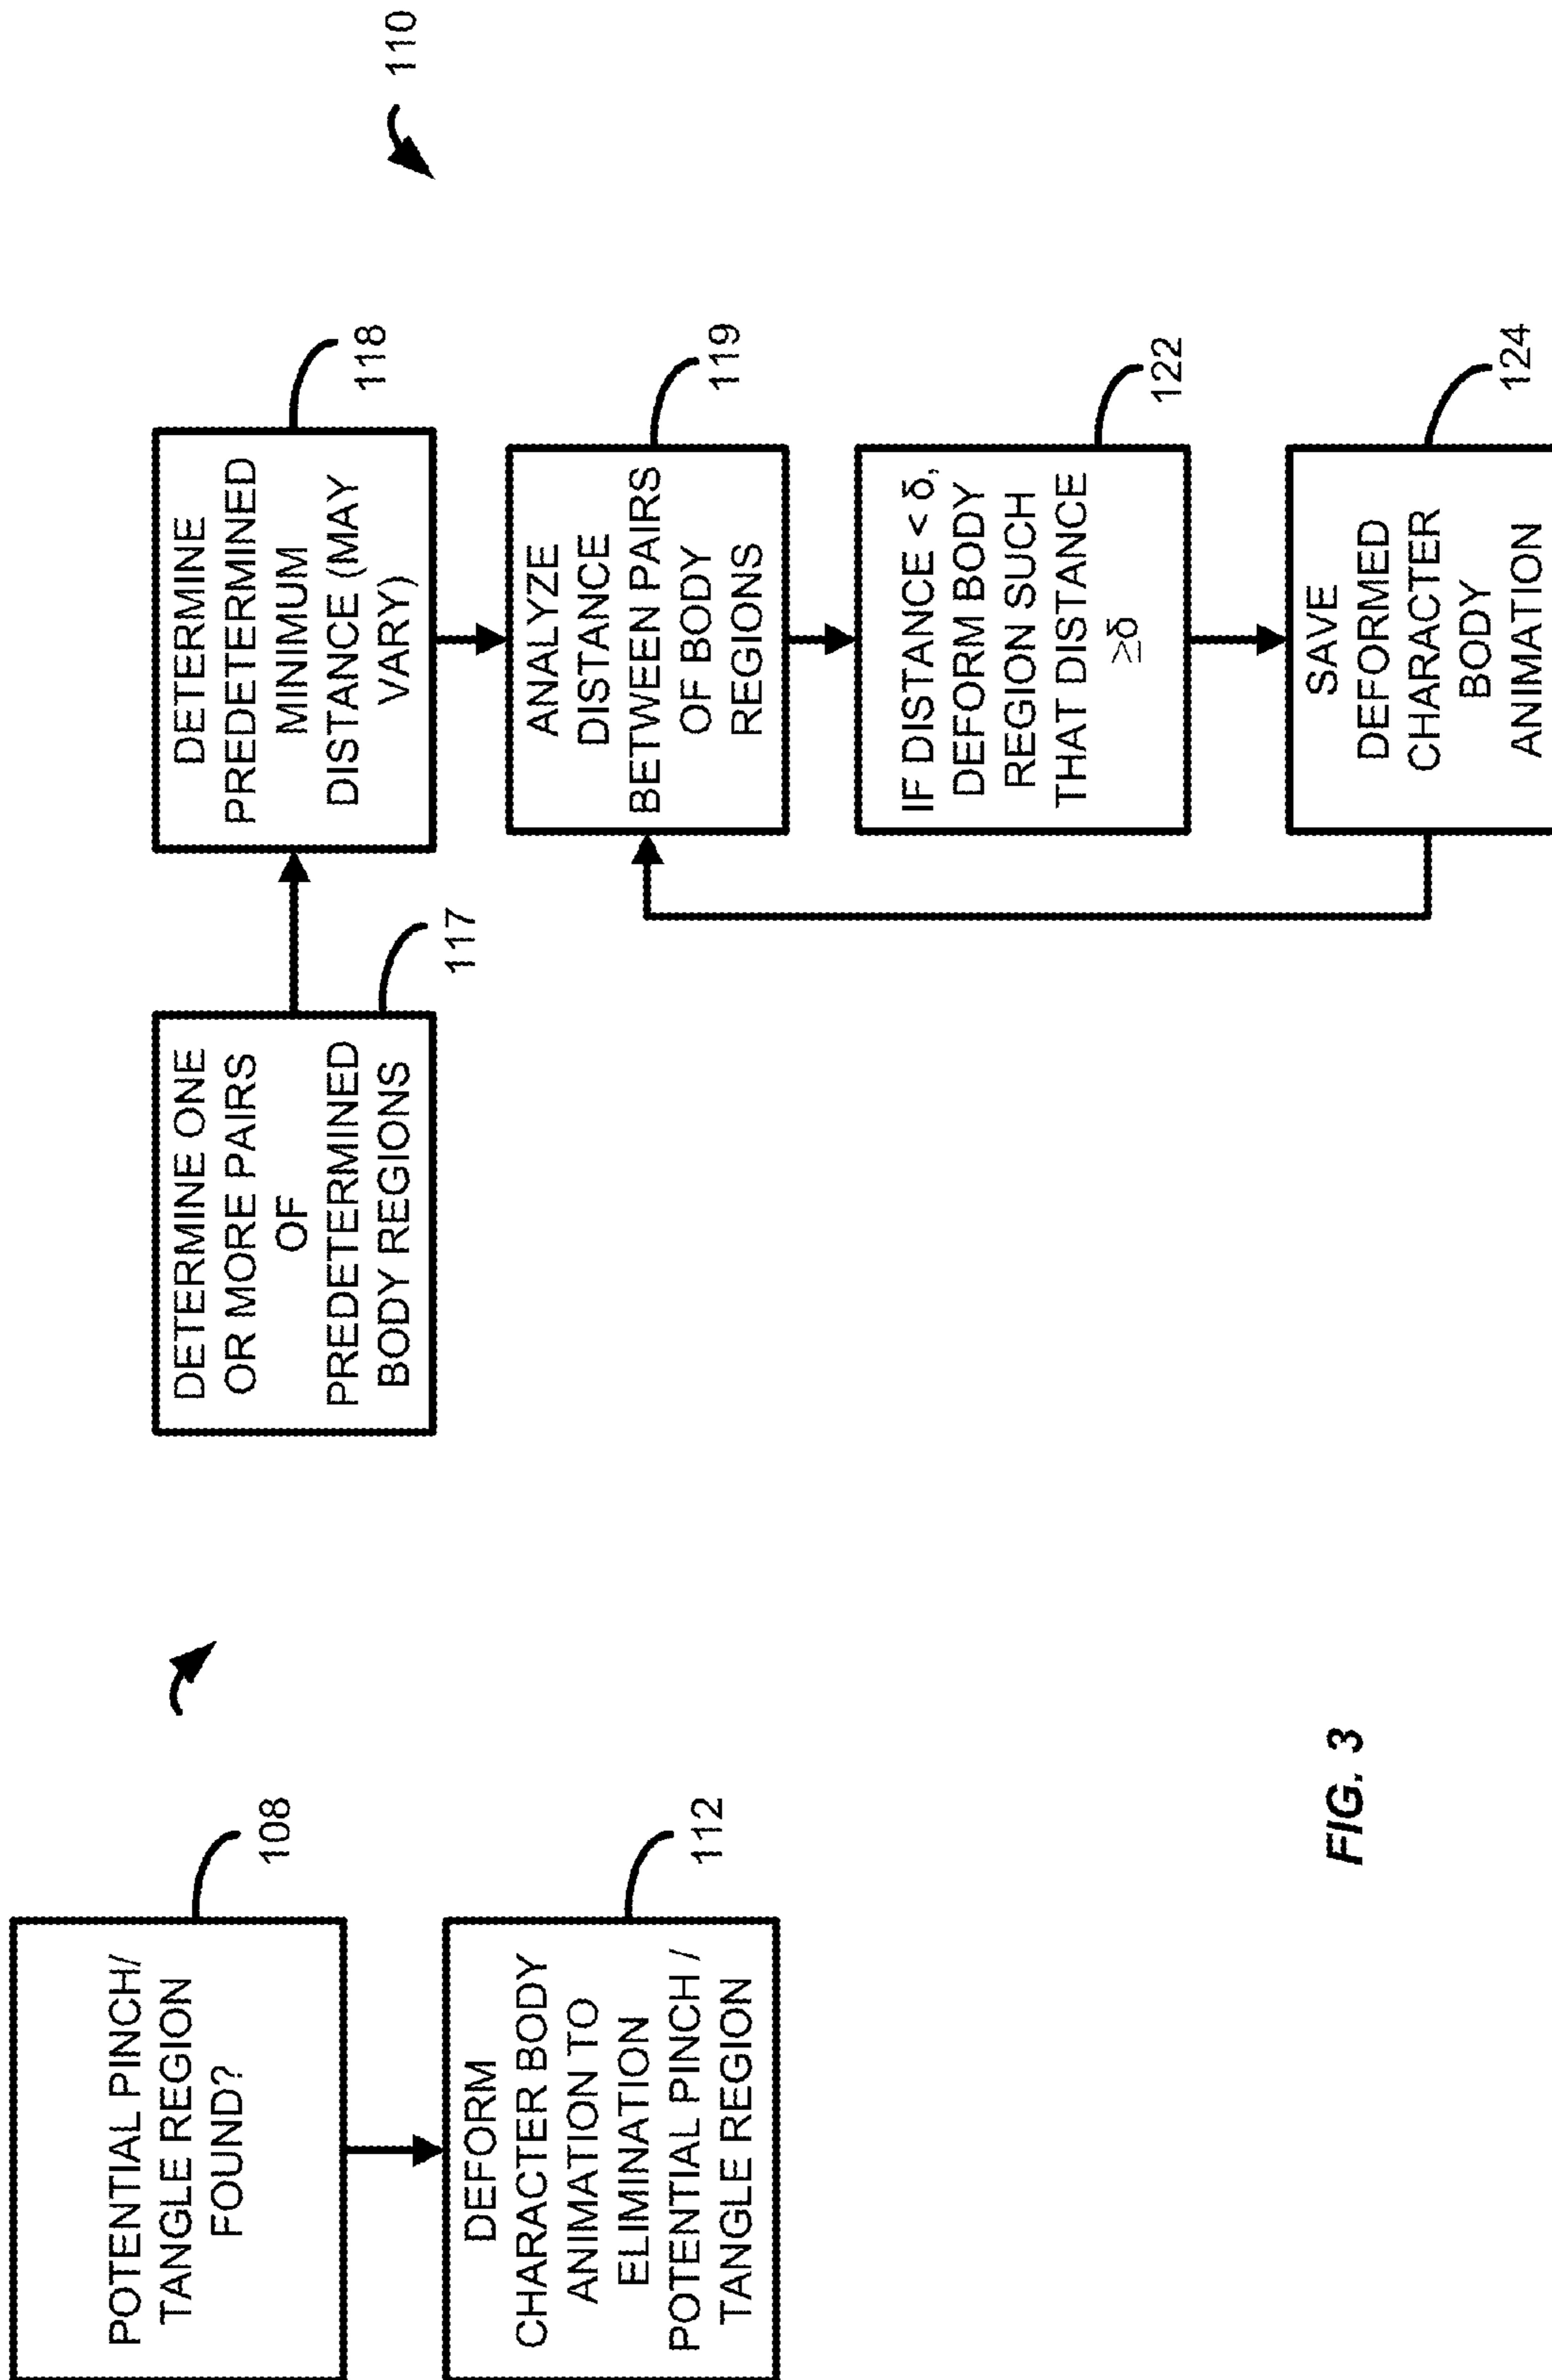 POTENTIAL PINCH/
TANGLE REGION
FOUND?
108
DEFORM
CHARACTER BODY
ANIMATION TO
ELIMINATION
POTENTIAL PINCH /
TANGLE REGION
112
110
DETERMINE ONE
OR MORE PAIRS
OF
PREDETERMINED
BODY REGIONS
117
DETERMINE
PREDETERMINED
MINIMUM
DISTANCE (MAY
VARY)
118
ANALYZE
DISTANCE
BETWEEN PAIRS
OF BODY
REGIONS
119
IF DISTANCE < δ,
DEFORM BODY
REGION SUCH
THAT DISTANCE
≥δ
122
SAVE
DEFORMED
CHARACTER
BODY
ANIMATION
124
FIG. 3